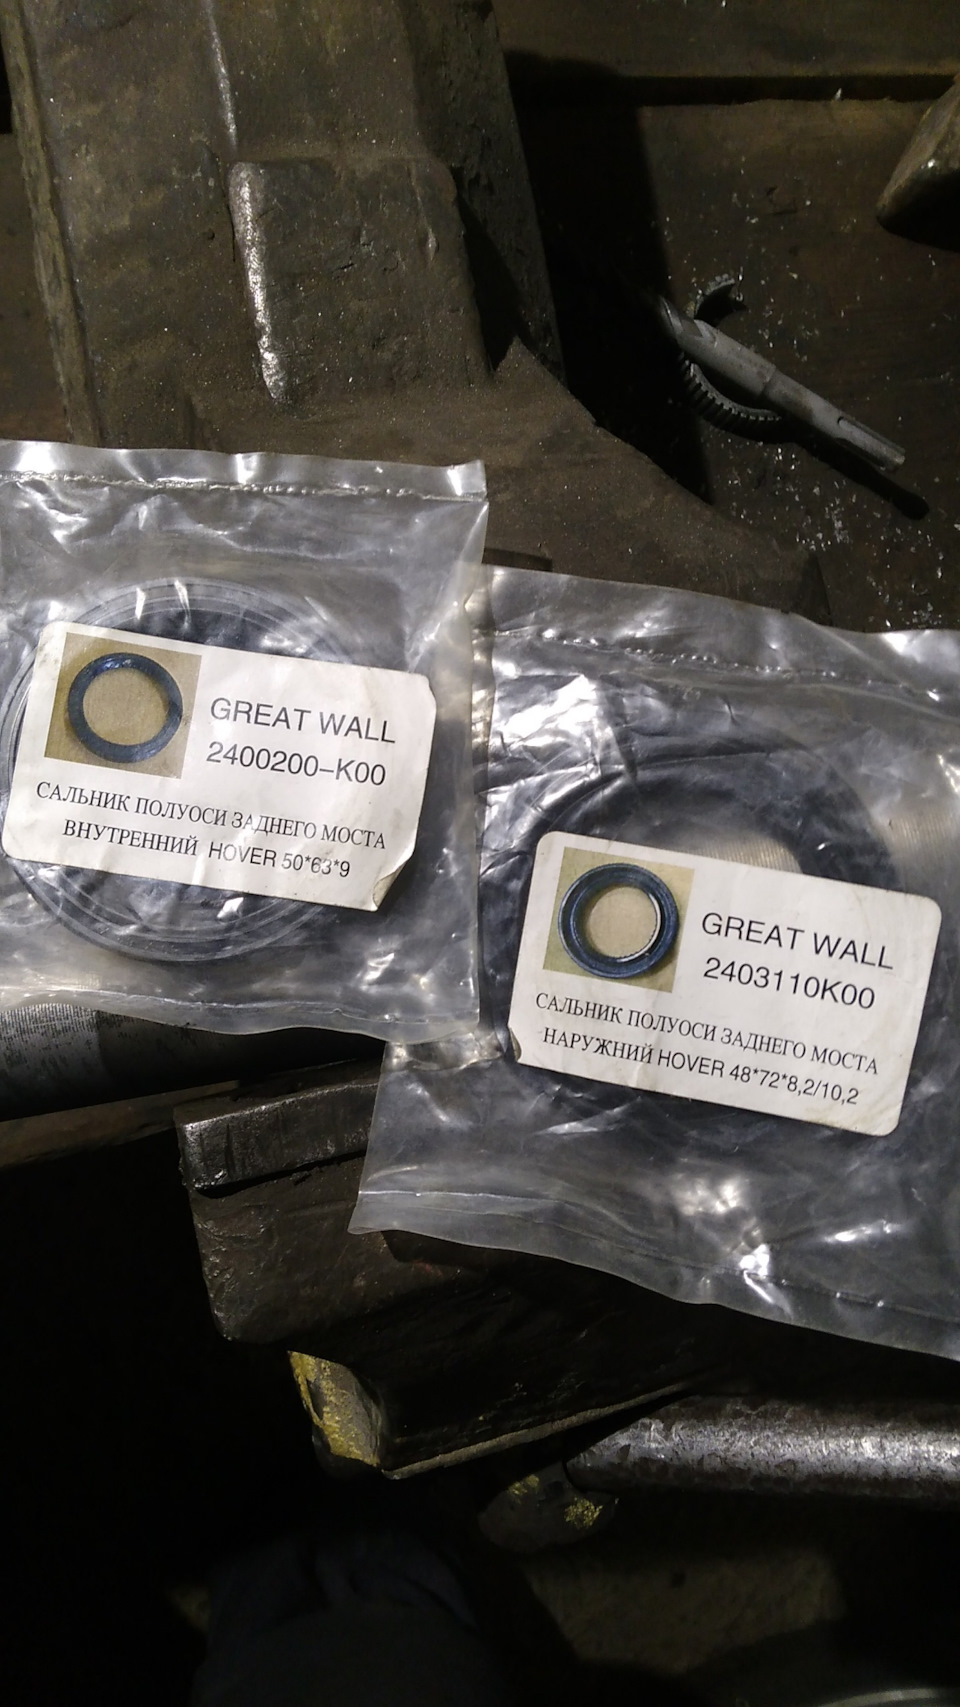 GREAT WALL
2400200-K00
САЛЬНИК ПОЛУОСИ ЗАДНЕГО МОСТА
ВНУТРЕННИЙ HOVER 50*63*9
GREAT WALL
2403110K00
САЛЬНИК ПОЛУОСИ ЗАДНЕГО МОСТА
НАРУЖНИЙ HOVER 48*72*8,2/10,2